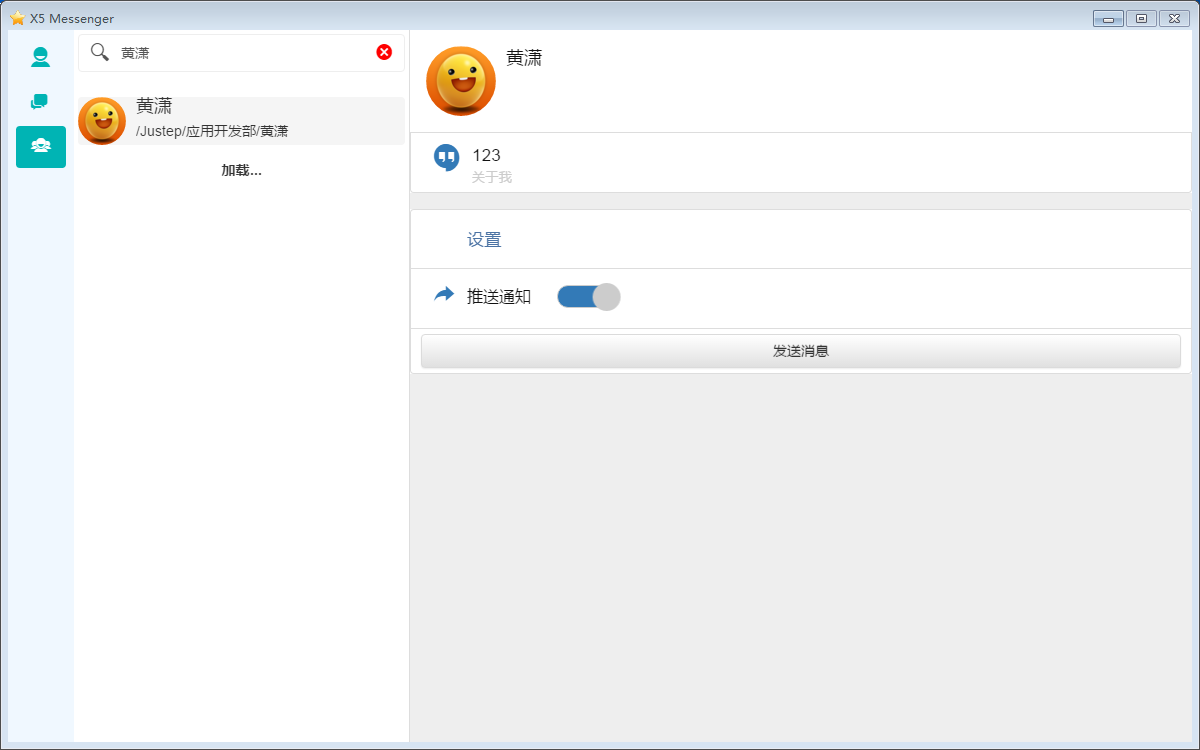 X5 Messenger
黄潇
黄潇
/Justep/应用开发部/黄潇
加载...
黄潇
123
关于我
设置
推送通知
发送消息